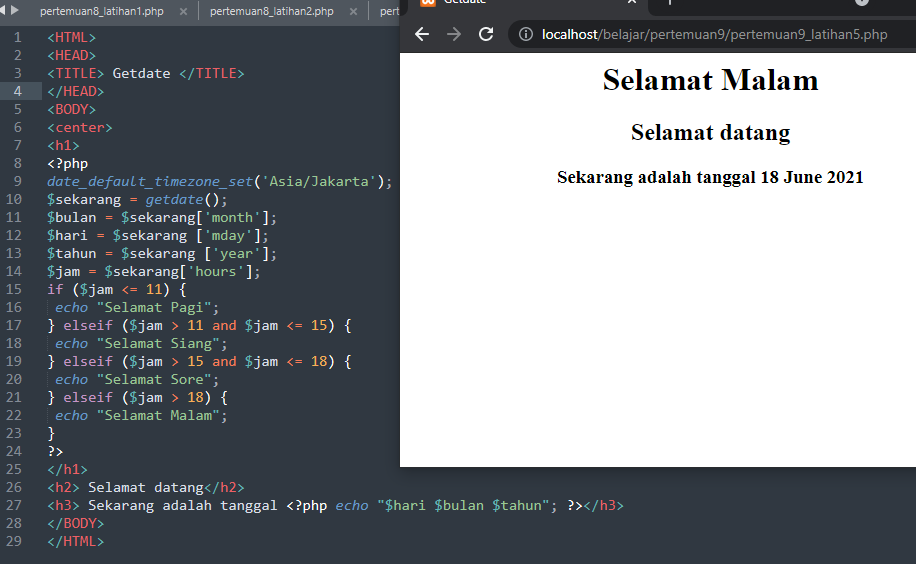 pertemuan8_latihan1.php × pertemuan8_latihan2.php × pert
1 <HTML>
2 <HEAD>
3 <TITLE> Getdate </TITLE>
4 </HEAD>
5 <BODY>
6 <center>
7 <h1>
8 <?php
9 date_default_timezone_set('Asia/Jakarta');
10 $sekarang = getdate();
11 $bulan = $sekarang['month'];
12 $hari = $sekarang ['mday'];
13 $tahun = $sekarang ['year'];
14 $jam = $sekarang['hours'];
15 if ($jam <= 11) {
16 echo "Selamat Pagi";
17 } elseif ($jam > 11 and $jam <= 15) {
18 echo "Selamat Siang";
19 } elseif ($jam > 15 and $jam <= 18) {
20 echo "Selamat Sore";
21 } elseif ($jam > 18) {
22 echo "Selamat Malam";
23 }
24 ?>
25 </h1>
26 <h2> Selamat datang</h2>
27 <h3> Sekarang adalah tanggal <?php echo "$hari $bulan $tahun"; ?></h3>
28 </BODY>
29 </HTML>
Getdate
localhost/belajar/pertemuan9/pertemuan9_latihan5.php
Selamat Malam
Selamat datang
Sekarang adalah tanggal 18 June 2021